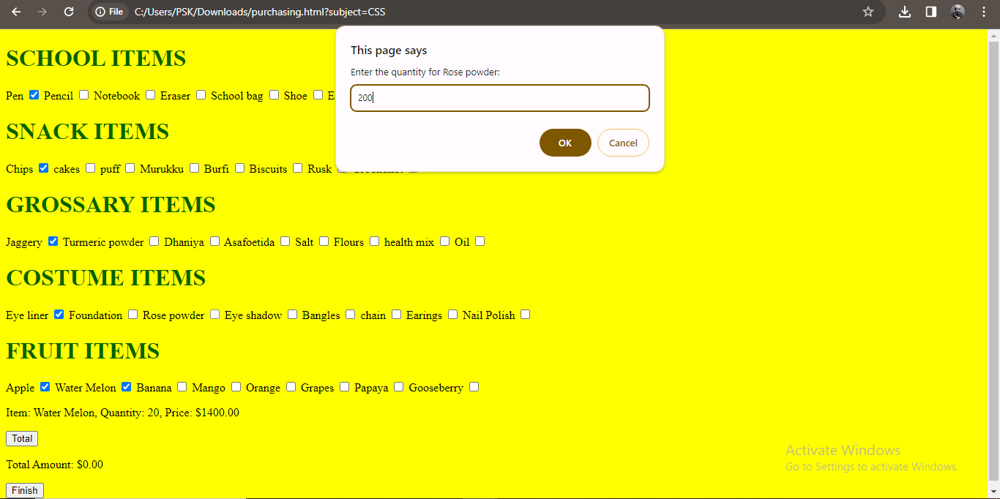 File C:/Users/PSK/Downloads/purchasing.html?subject=CSS
This page says
Enter the quantity for Rose powder:
200
OK Cancel
SCHOOL ITEMS
Pen Pencil Notebook Eraser School bag Shoe
SNACK ITEMS
Chips cakes puff Murukku Burfi Biscuits Rusk
GROSSARY ITEMS
Jaggery Turmeric powder Dhaniya Asafoetida Salt Flours health mix Oil
COSTUME ITEMS
Eye liner Foundation Rose powder Eye shadow Bangles chain Earings Nail Polish
FRUIT ITEMS
Apple Water Melon Banana Mango Orange Grapes Papaya Gooseberry
Item: Water Melon, Quantity: 20, Price: $1400.00
Total
Total Amount: $0.00
Finish
Activate Windows
Go to Settings to activate Windows.